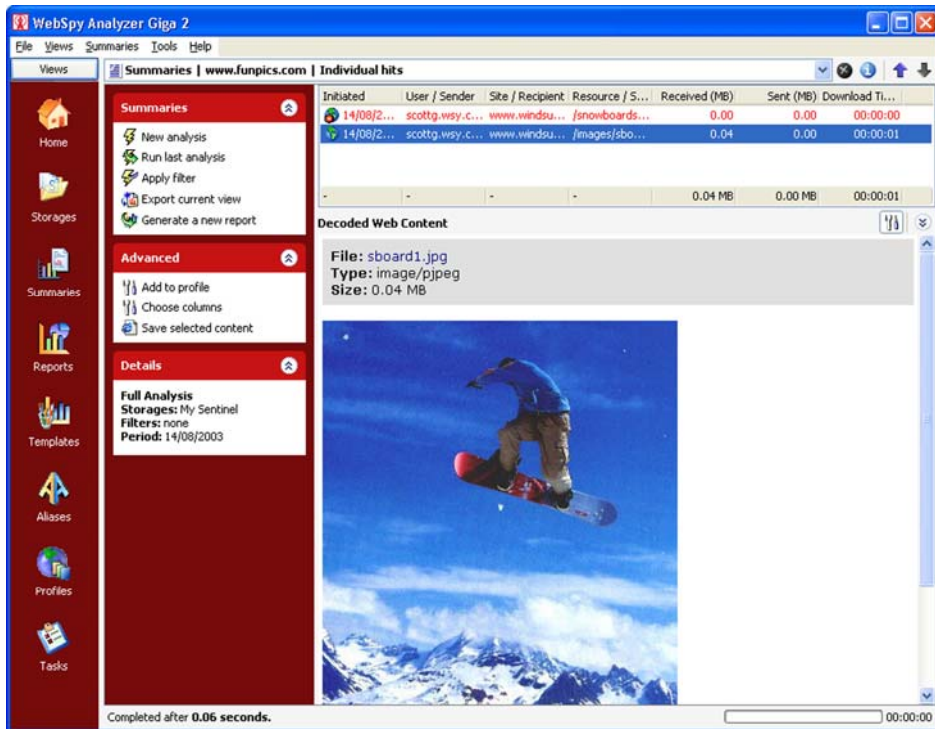 WebSpy Analyzer Giga 2
File Views Summaries Tools Help
Views
Summaries | www.funpics.com | Individual hits
Home
Storages
Summaries
Reports
Templates
Aliases
Profiles
Tasks
Summaries
New analysis
Run last analysis
Apply filter
Export current view
Generate a new report
Advanced
Add to profile
Choose columns
Save selected content
Details
Full Analysis
Storages: My Sentinel
Filters: none
Period: 14/08/2003
Initiated User / Sender Site / Recipient Resource / S... Received (MB) Sent (MB) Download Ti...
14/08/2... scottg.wsy.c... www.windsu... /snowboards... 0.00 0.00 00:00:00
14/08/2... scottg.wsy.c... www.windsu... /images/sbo... 0.04 0.00 00:00:01
- - - - 0.04 MB 0.00 MB 00:00:01
Decoded Web Content
File: sboard1.jpg
Type: image/pjpeg
Size: 0.04 MB
Completed after 0.06 seconds.
00:00:00